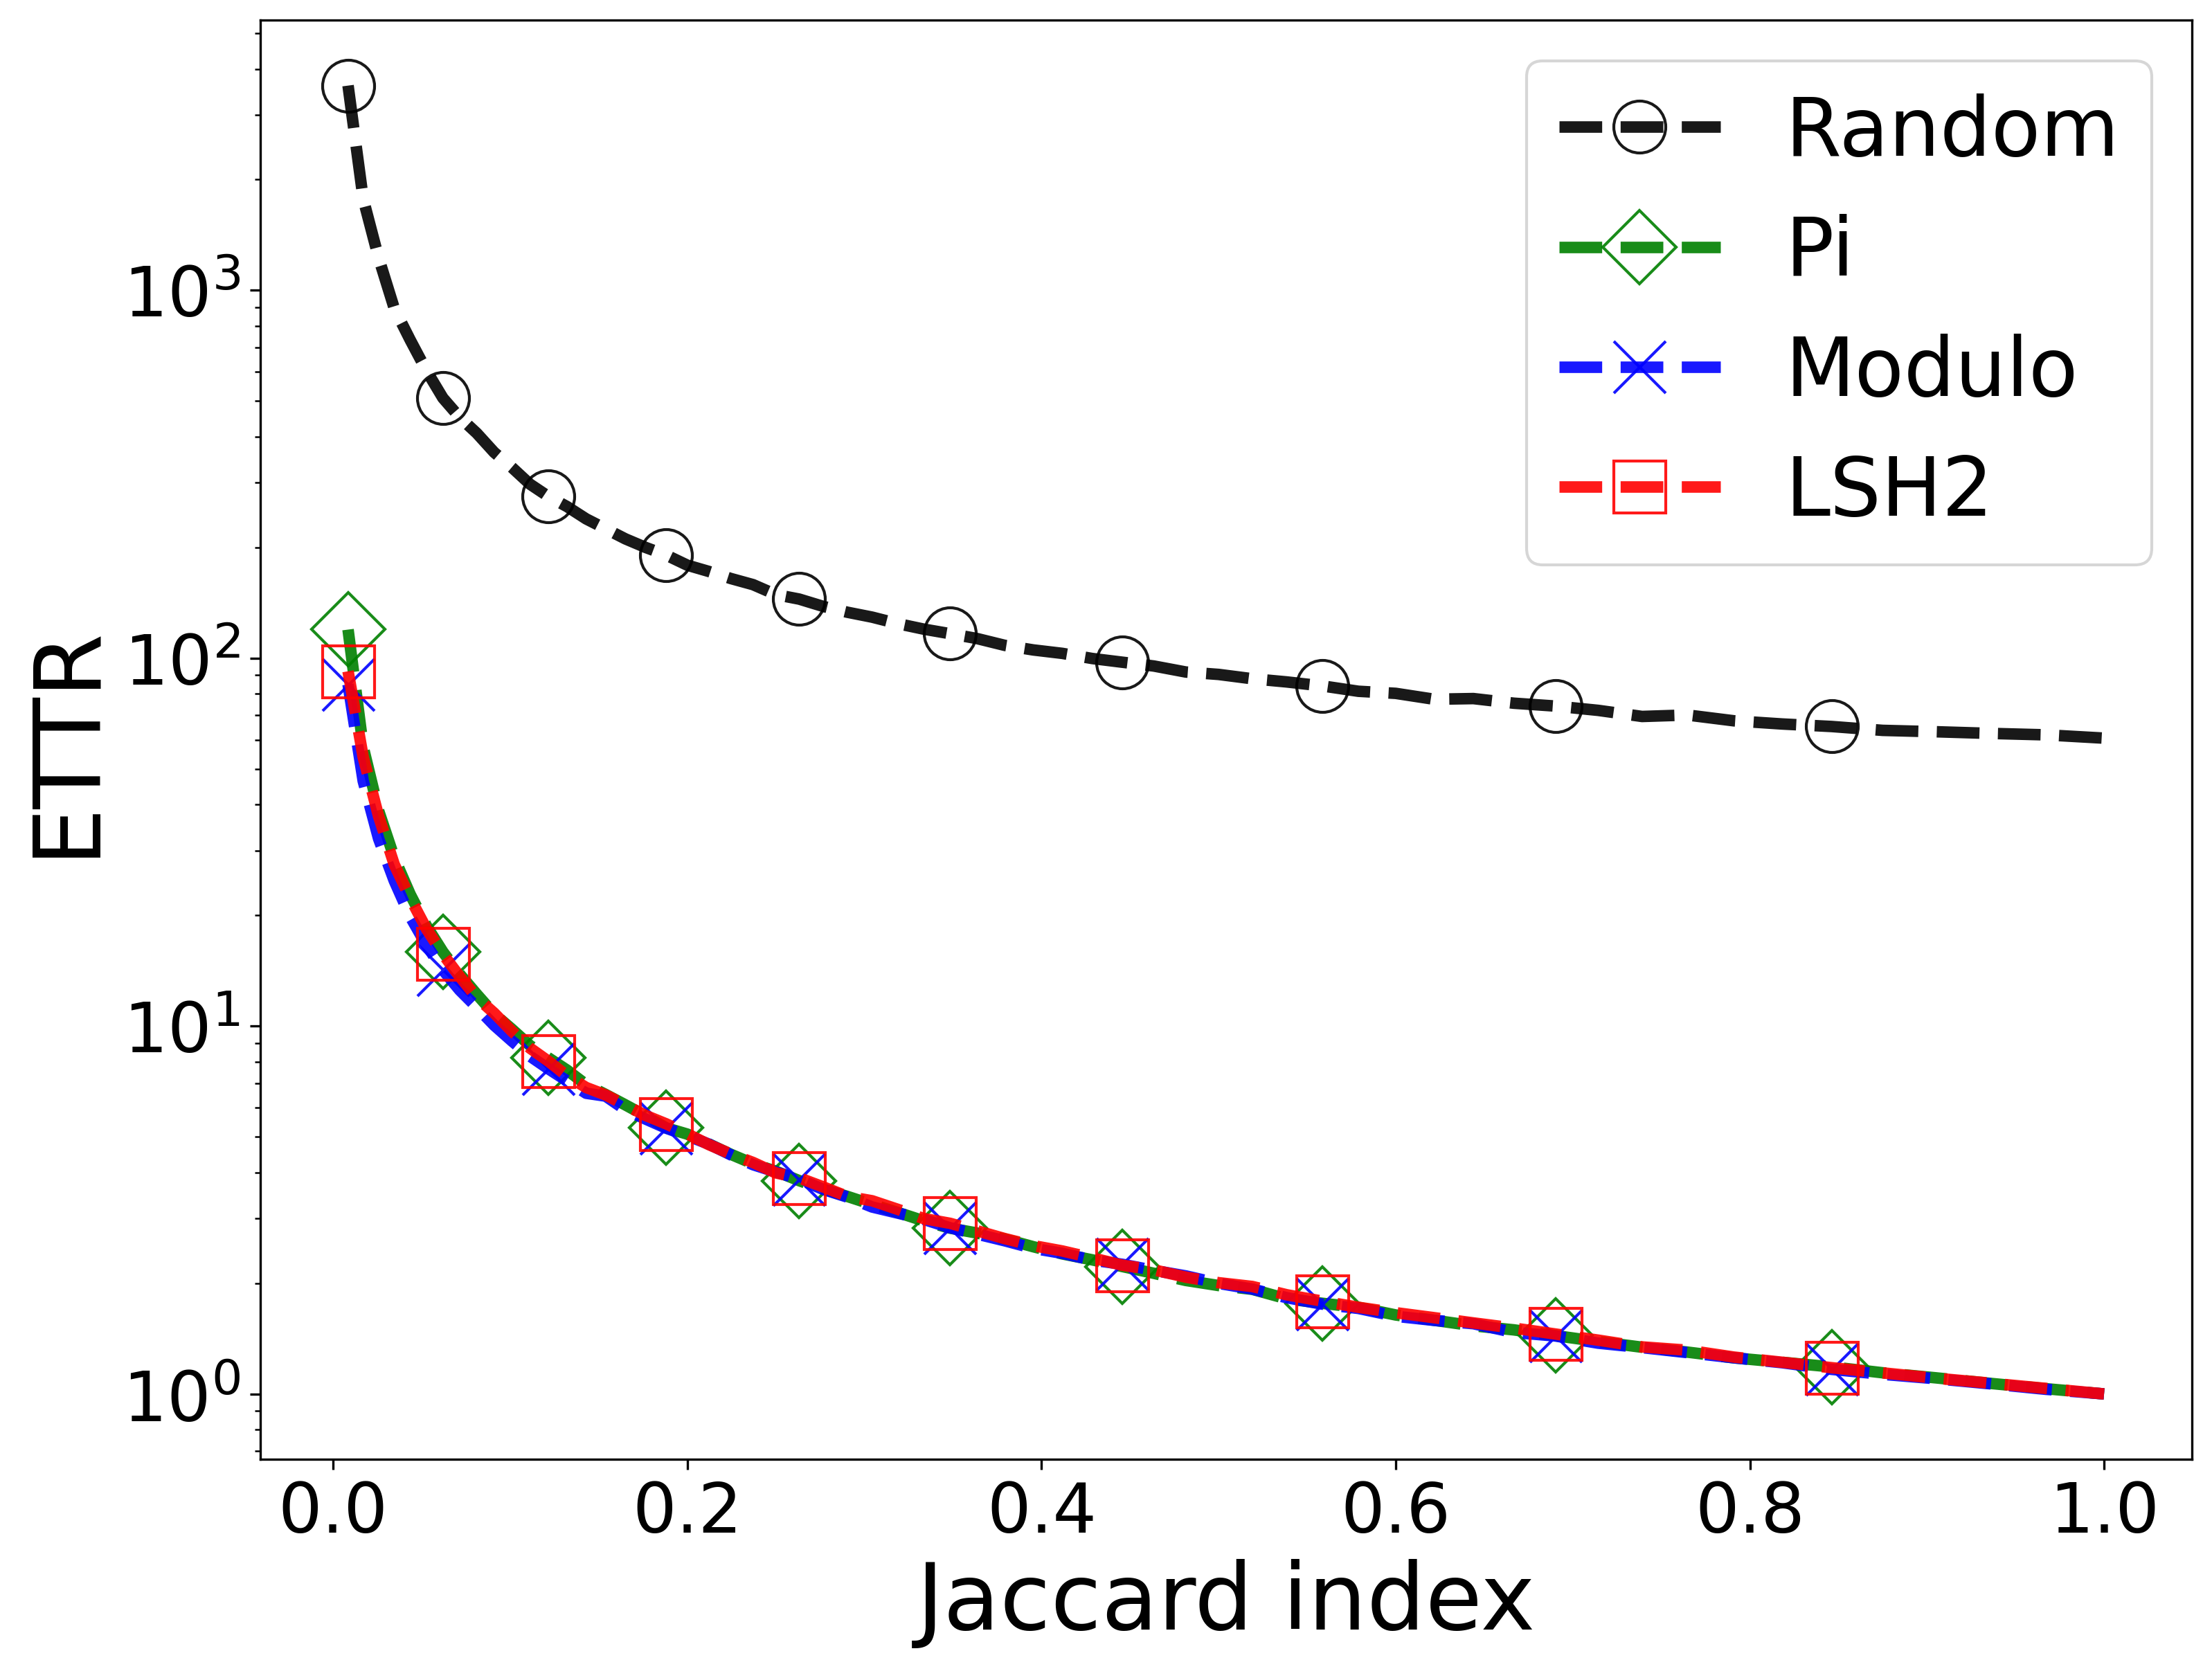 Random
Pi
Modulo
LSH2
ETTR
10³
10²
10¹
10⁰
0.0 0.2 0.4 0.6 0.8 1.0
Jaccard index